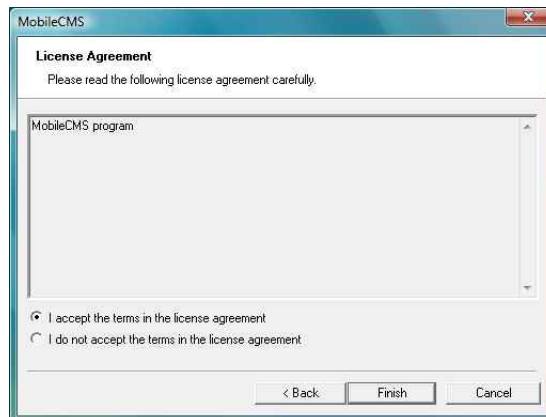 MobileCMS
License Agreement
Please read the following license agreement carefully.
MobileCMS program
I accept the terms in the license agreement
I do not accept the terms in the license agreement
< Back Finish Cancel